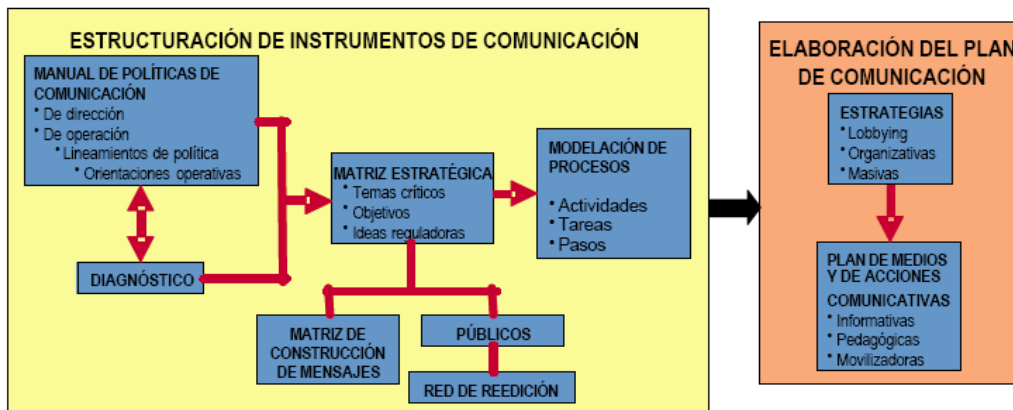 ESTRUCTURACIÓN DE INSTRUMENTOS DE COMUNICACIÓN
MANUAL DE POLÍTICAS DE
COMUNICACIÓN
• De dirección
• De operación
• Lineamientos de política
• Orientaciones operativas
DIAGNÓSTICO
MATRIZ ESTRATÉGICA
• Temas críticos
• Objetivos
• Ideas reguladoras
MODELACIÓN DE
PROCESOS
• Actividades
• Tareas
• Pasos
MATRIZ DE
CONSTRUCCIÓN
DE MENSAJES
PÚBLICOS
RED DE REEDICIÓN
ELABORACIÓN DEL PLAN
DE COMUNICACIÓN
ESTRATEGIAS
• Lobbying
• Organizativas
• Masivas
PLAN DE MEDIOS
Y DE ACCIONES
COMUNICATIVAS
• Informativas
• Pedagógicas
• Movilizadoras